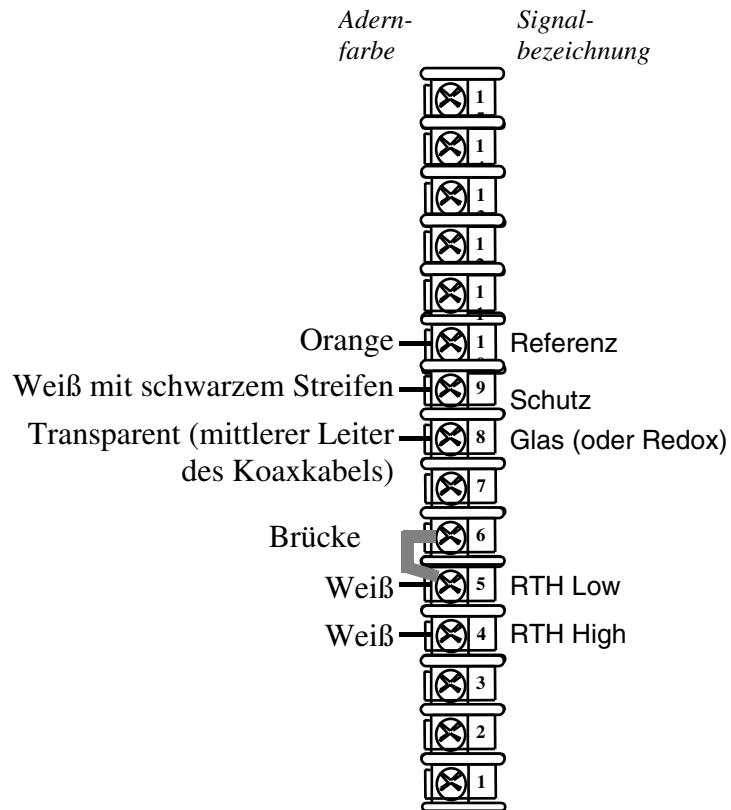 Adern-
farbe
Signal-
bezeichnung
1
1
1
1
1
Orange 1 Referenz
Weiß mit schwarzem Streifen 9 Schutz
Transparent (mittlerer Leiter 8 Glas (oder Redox)
des Koaxkabels)
7
Brücke 6
Weiß 5 RTH Low
Weiß 4 RTH High
3
2
1